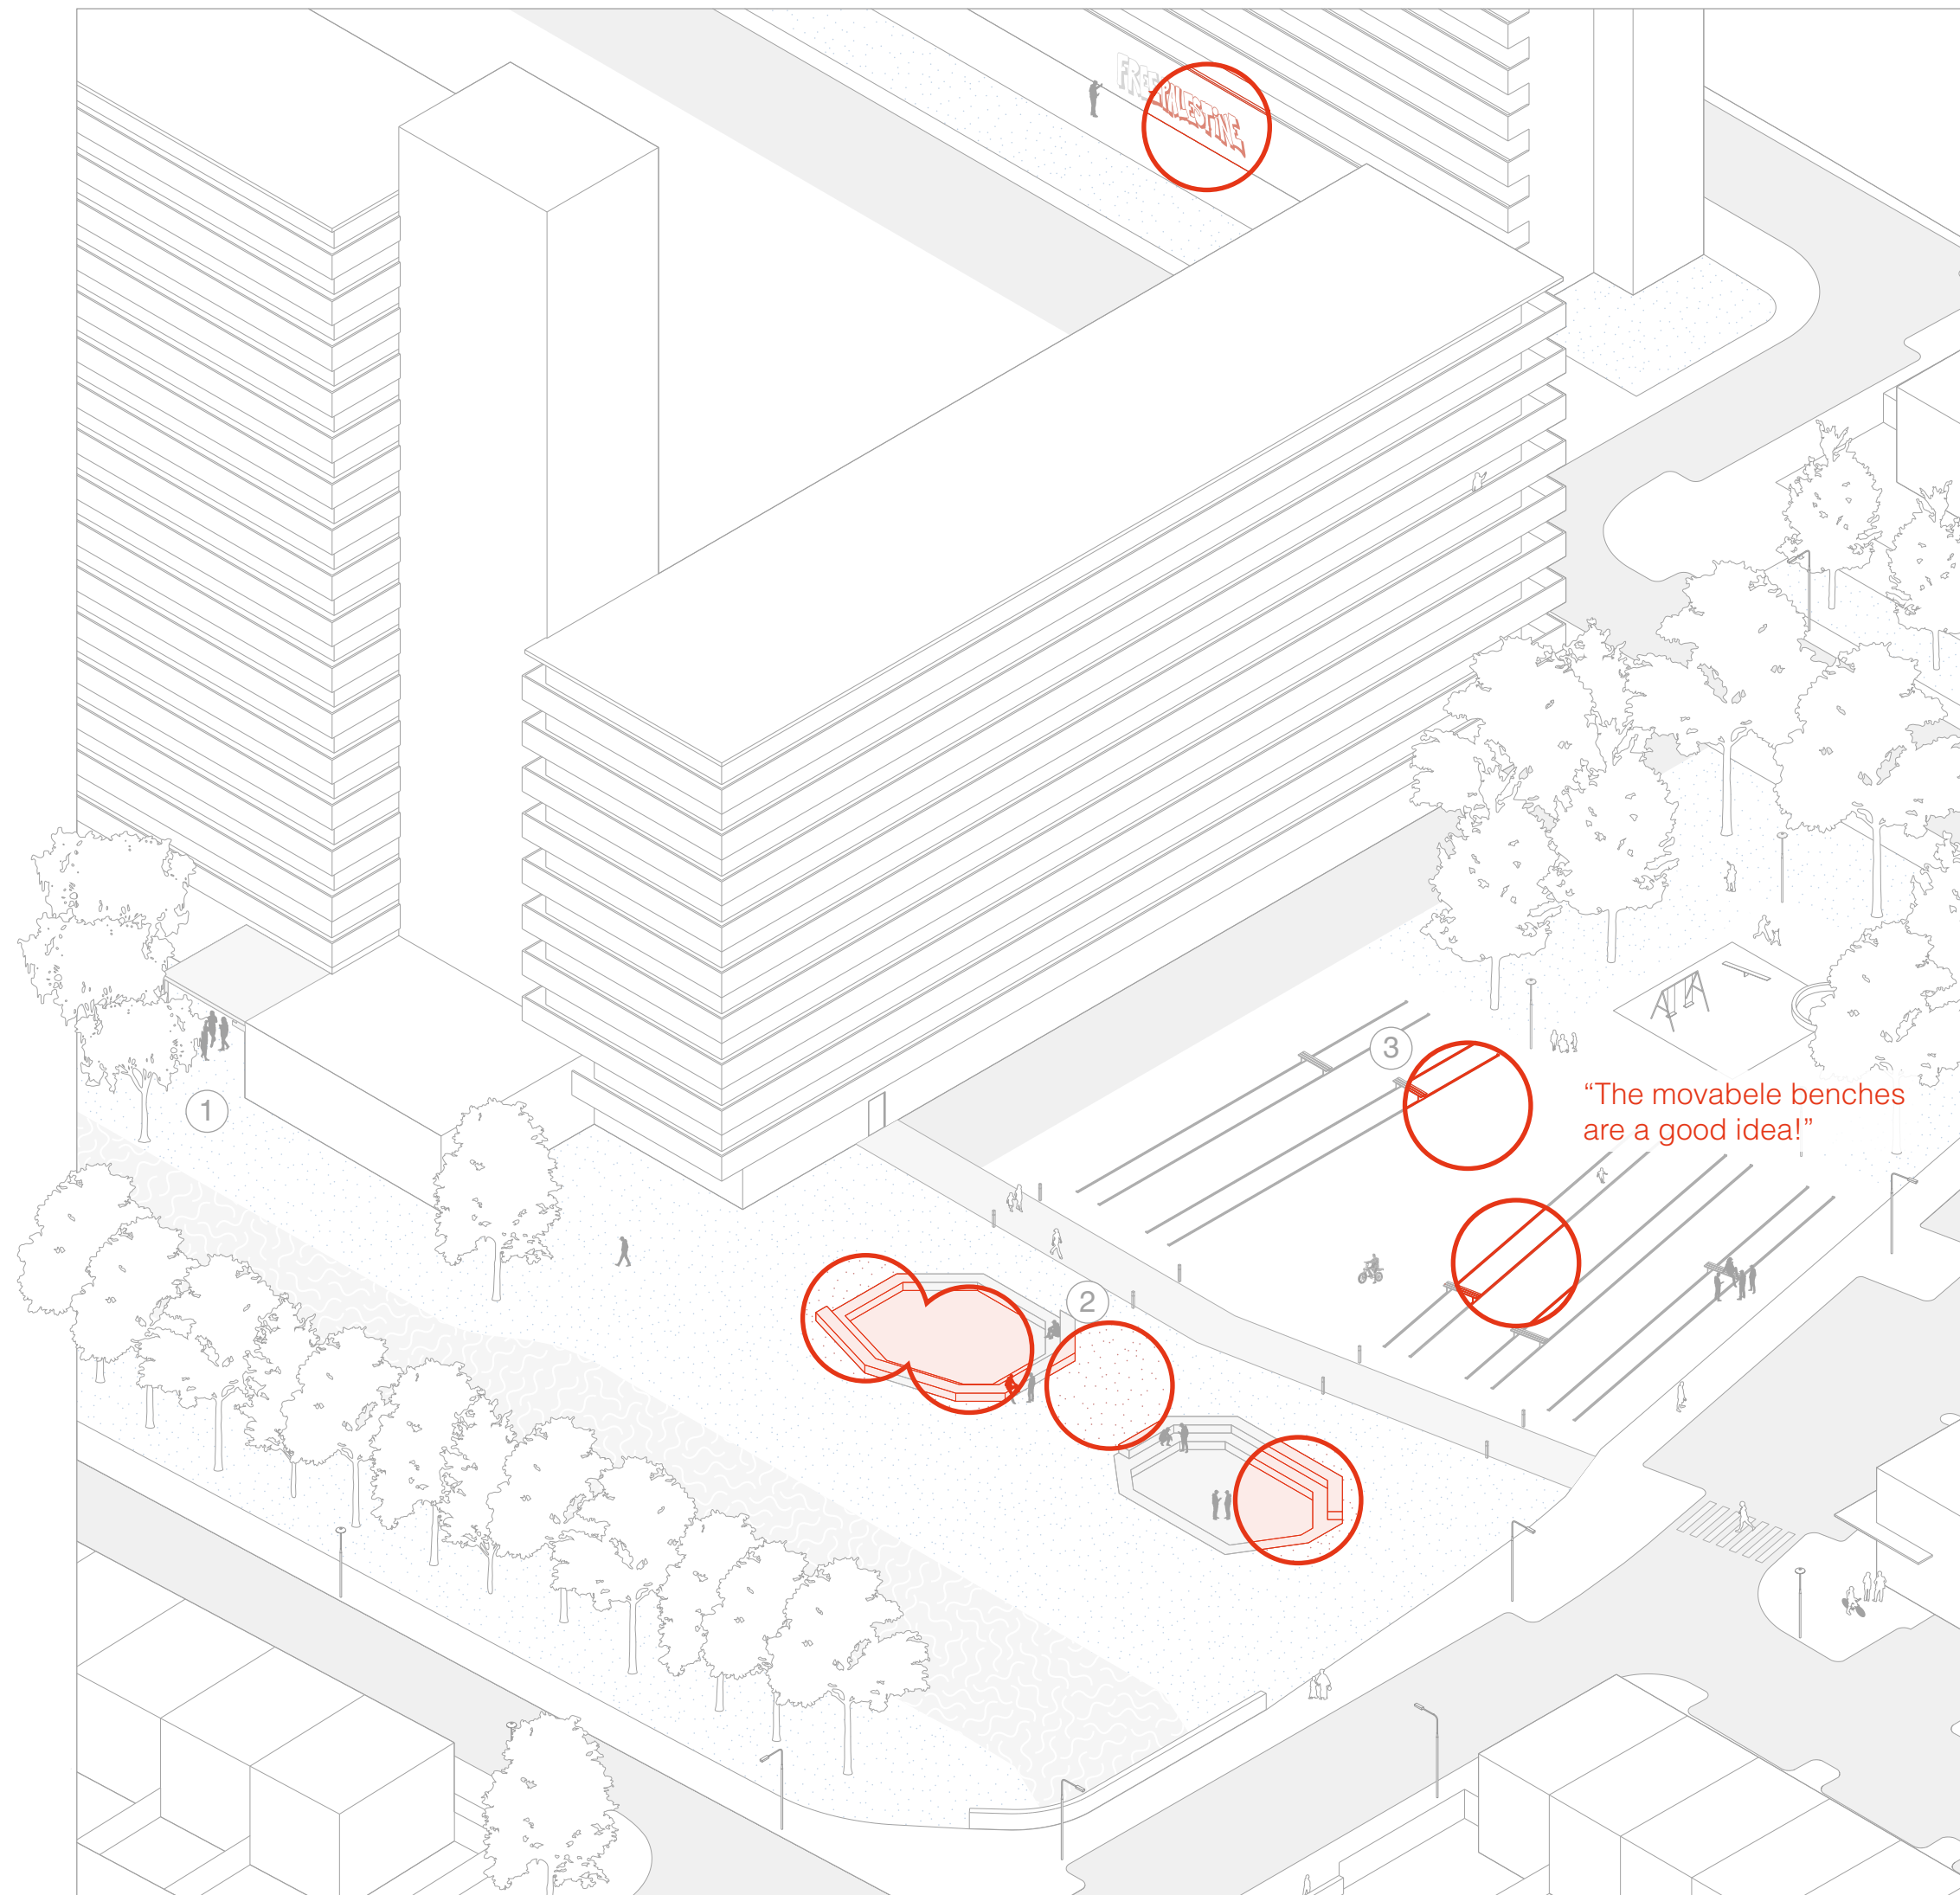 FREE PALESTINE
1
3
“The movabele benches
are a good idea!”
2